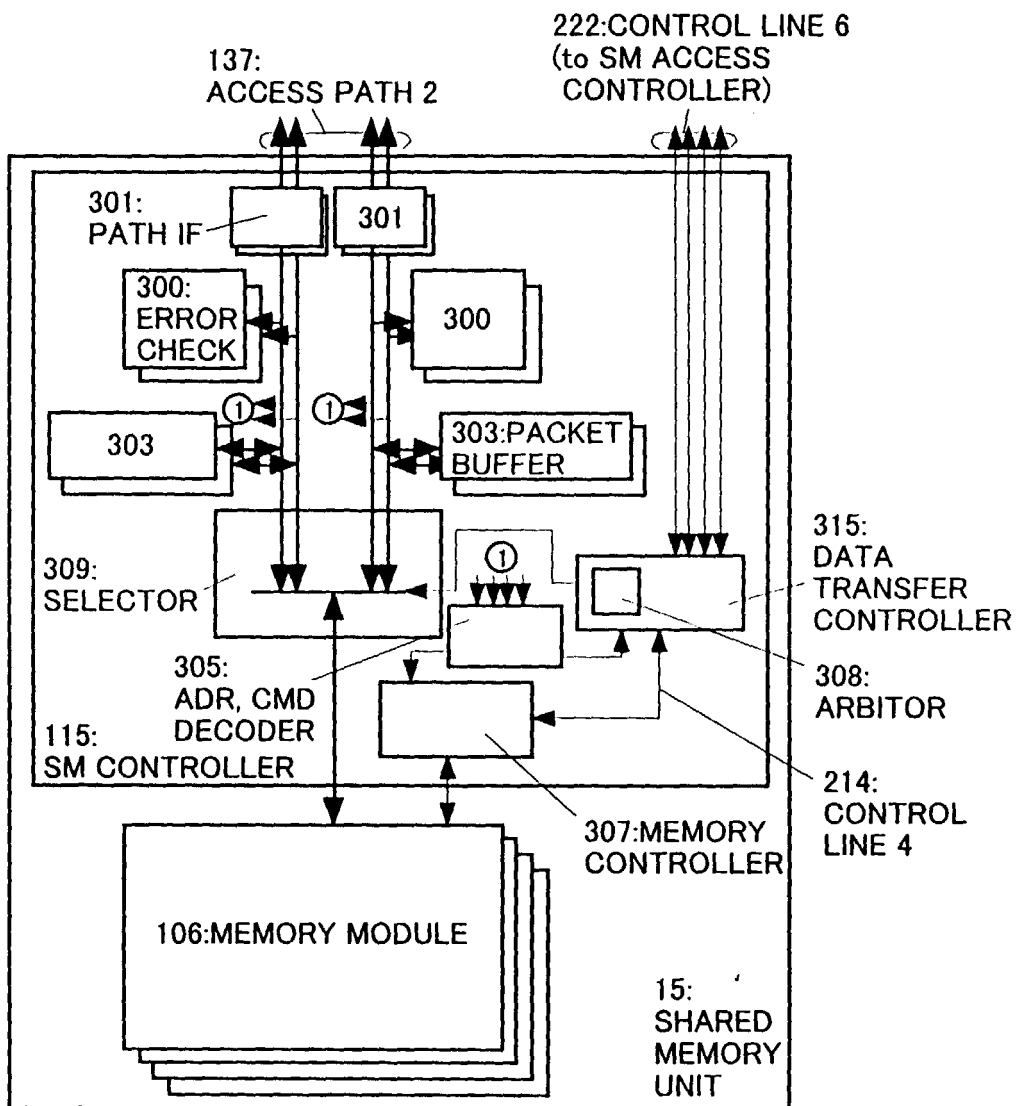 222:CONTROL LINE 6
(to SM ACCESS
CONTROLLER)
137:
ACCESS PATH 2
301:
PATH IF
301
300:
ERROR
CHECK
300
1
1
303
303:PACKET
BUFFER
309:
SELECTOR
1
315:
DATA
TRANSFER
CONTROLLER
305:
ADR, CMD
DECODER
308:
ARBITOR
115:
SM CONTROLLER
214:
CONTROL
LINE 4
307:MEMORY
CONTROLLER
106:MEMORY MODULE
15:
SHARED
MEMORY
UNIT